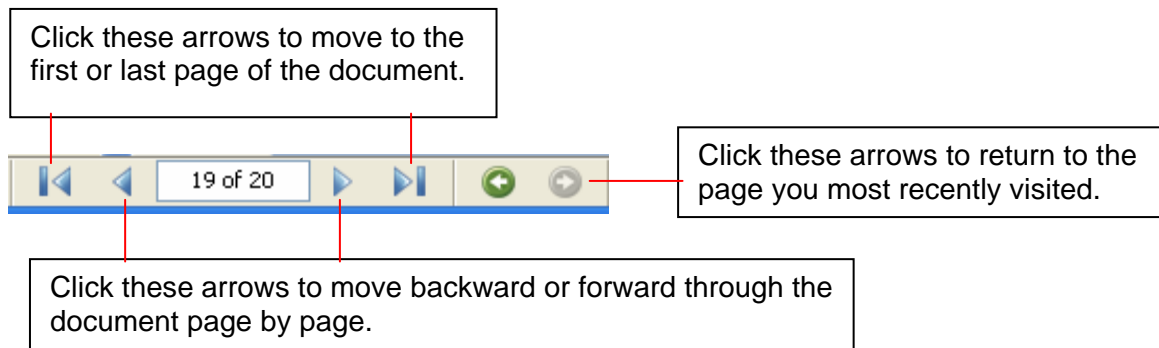 Click these arrows to move to the
first or last page of the document.
19 of 20
Click these arrows to return to the
page you most recently visited.
Click these arrows to move backward or forward through the
document page by page.